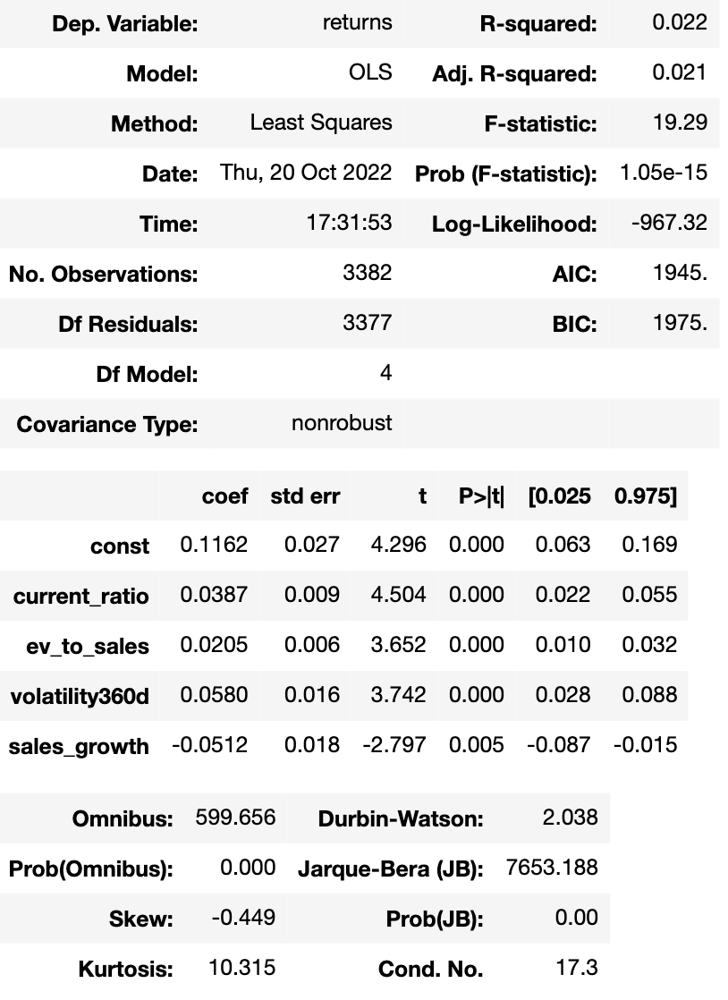 Dep. Variable: returns R-squared: 0.022
Model: OLS Adj. R-squared: 0.021
Method: Least Squares F-statistic: 19.29
Date: Thu, 20 Oct 2022 Prob (F-statistic): 1.05e-15
Time: 17:31:53 Log-Likelihood: -967.32
No. Observations: 3382 AIC: 1945.
Df Residuals: 3377 BIC: 1975.
Df Model: 4
Covariance Type: nonrobust
coef std err t P>|t| [0.025 0.975]
const 0.1162 0.027 4.296 0.000 0.063 0.169
current_ratio 0.0387 0.009 4.504 0.000 0.022 0.055
ev_to_sales 0.0205 0.006 3.652 0.000 0.010 0.032
volatility360d 0.0580 0.016 3.742 0.000 0.028 0.088
sales_growth -0.0512 0.018 -2.797 0.005 -0.087 -0.015
Omnibus: 599.656 Durbin-Watson: 2.038
Prob(Omnibus): 0.000 Jarque-Bera (JB): 7653.188
Skew: -0.449 Prob(JB): 0.00
Kurtosis: 10.315 Cond. No. 17.3